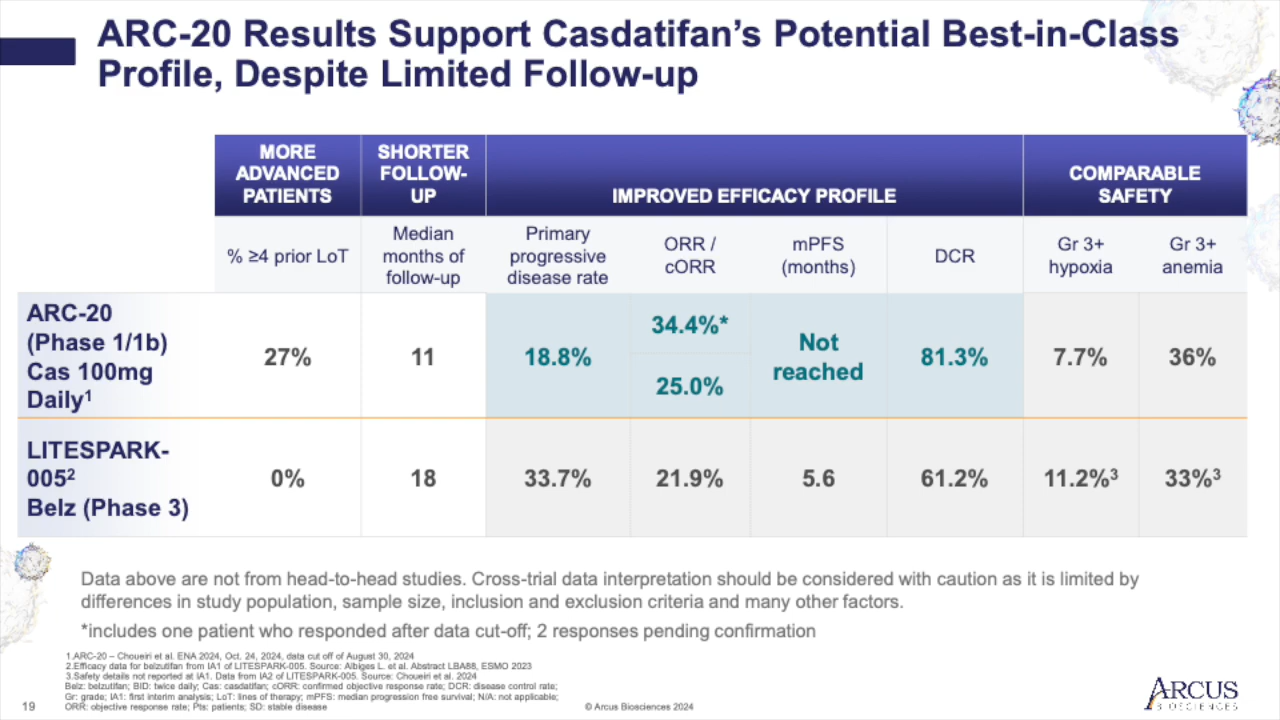 ARC-20 Results Support Casdatifan's Potential Best-in-Class
Profile, Despite Limited Follow-up
MORE
ADVANCED
PATIENTS
SHORTER
FOLLOW-
UP
IMPROVED EFFICACY PROFILE
COMPARABLE
SAFETY
% ≥4 prior LoT
Median
months of
follow-up
Primary
progressive
disease rate
ORR /
cORR
mPFS
(months)
DCR
Gr 3+
hypoxia
Gr 3+
anemia
ARC-20
(Phase 1/1b)
Cas 100mg
Daily¹
27%
11
18.8%
34.4%*
25.0%
Not
reached
81.3%
7.7%
36%
LITESPARK-
005²
Belz (Phase 3)
0%
18
33.7%
21.9%
5.6
61.2%
11.2%³
33%³
Data above are not from head-to-head studies. Cross-trial data interpretation should be considered with caution as it is limited by
differences in study population, sample size, inclusion and exclusion criteria and many other factors.
*includes one patient who responded after data cut-off; 2 responses pending confirmation
1.ARC-20 – Choueiri et al. ENA 2024, Oct. 24, 2024, data cut off of August 30, 2024
2.Efficacy data for belzutifan from IA1 of LITESPARK-005. Source: Albiges L. et al. Abstract LBA88, ESMO 2023
3.Safety details not reported at IA1. Data from IA2 of LITESPARK-005. Source: Choueiri et al. 2024
Belz: belzutifan; BID: twice daily; Cas: casdatifan; cORR: confirmed objective response rate; DCR: disease control rate;
Gr: grade; IA1: first interim analysis; LoT: lines of therapy; mPFS: median progression free survival; N/A: not applicable;
ORR: objective response rate; Pts: patients; SD: stable disease
19
© Arcus Biosciences 2024
ARCUS
BIOSCIENCES